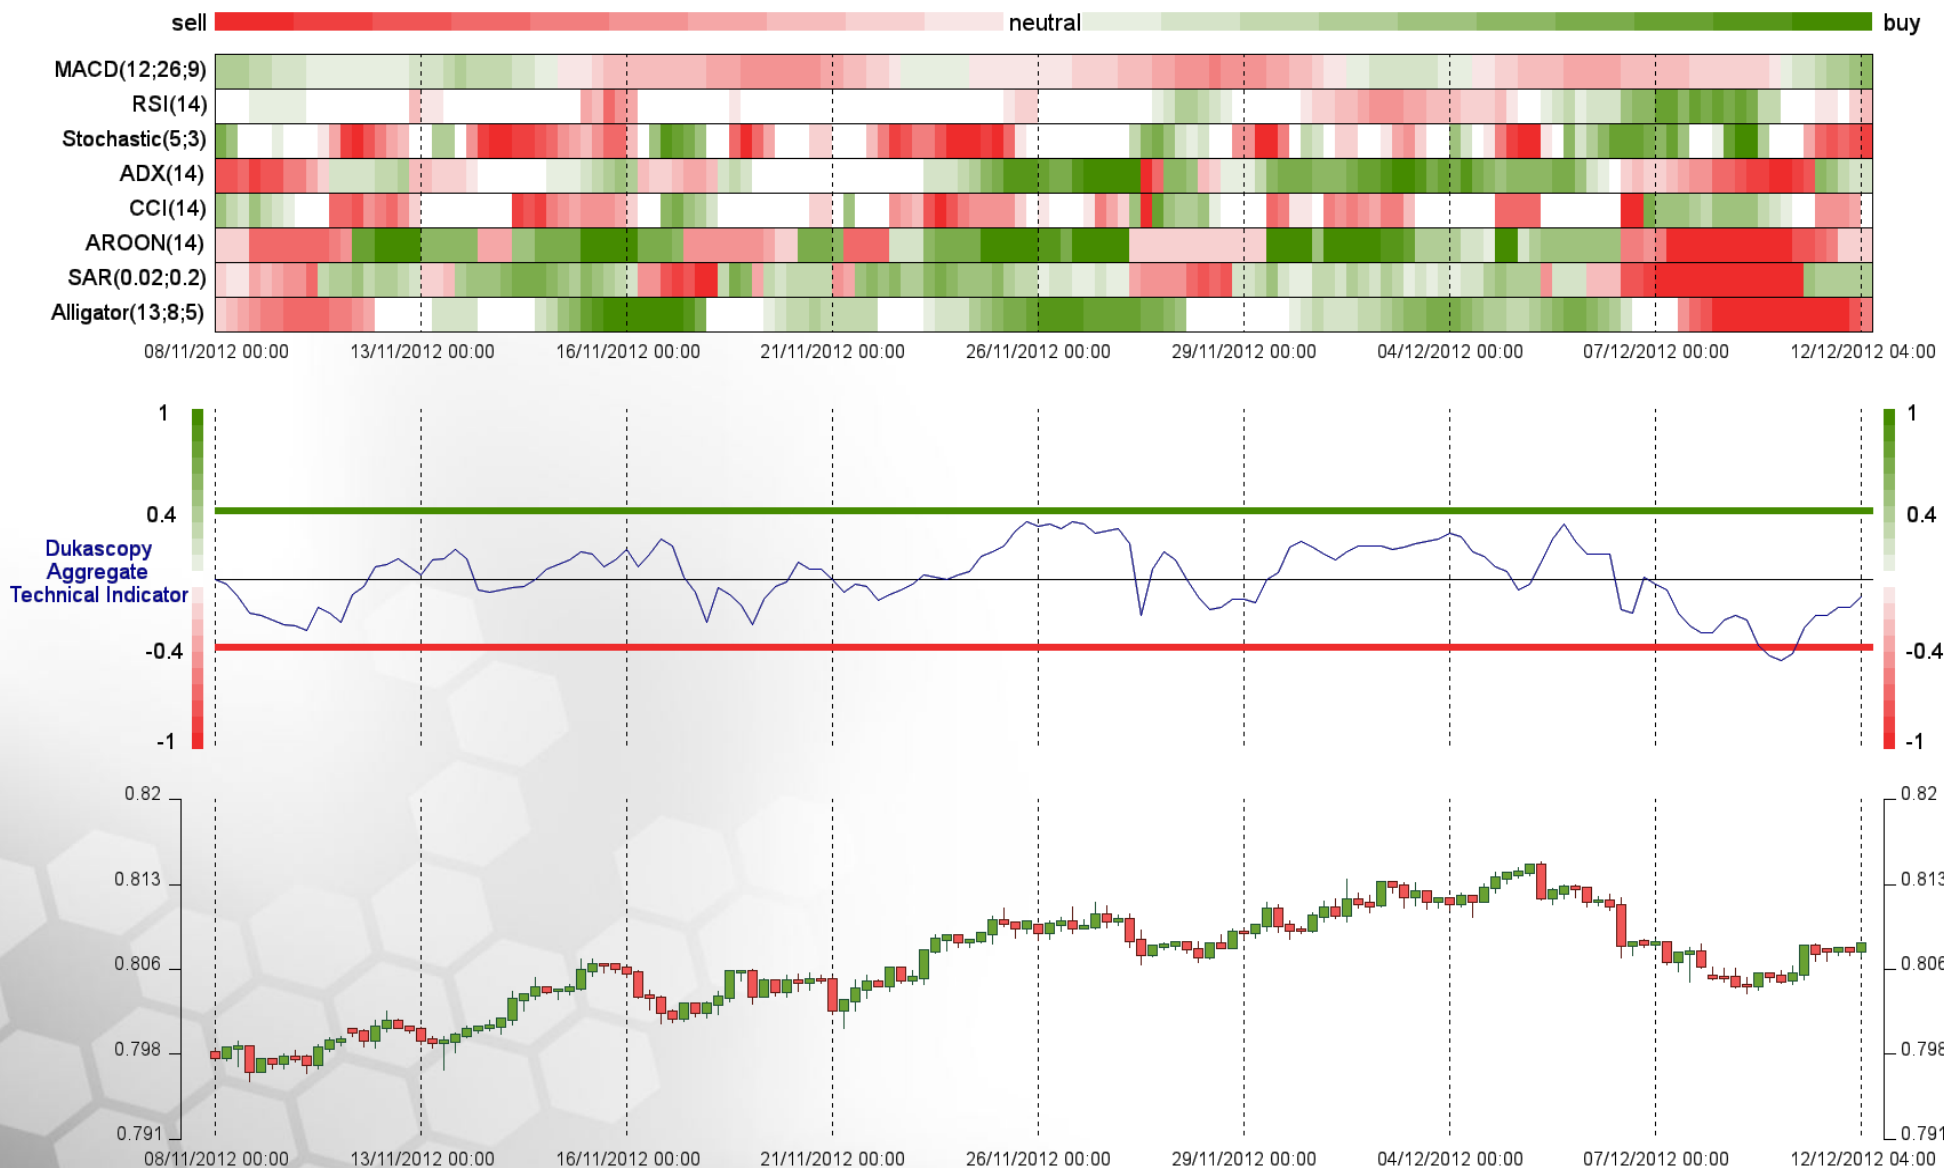 sell neutral buy
MACD(12;26;9)
RSI(14)
Stochastic(5;3)
ADX(14)
CCI(14)
AROON(14)
SAR(0.02;0.2)
Alligator(13;8;5)
08/11/2012 00:00 13/11/2012 00:00 16/11/2012 00:00 21/11/2012 00:00 26/11/2012 00:00 29/11/2012 00:00 04/12/2012 00:00 07/12/2012 00:00 12/12/2012 04:00
1 1
0.4 0.4
Dukascopy
Aggregate
Technical Indicator
-0.4 -0.4
-1 -1
0.82 0.82
0.813 0.813
0.806 0.806
0.798 0.798
0.791 0.791
08/11/2012 00:00 13/11/2012 00:00 16/11/2012 00:00 21/11/2012 00:00 26/11/2012 00:00 29/11/2012 00:00 04/12/2012 00:00 07/12/2012 00:00 12/12/2012 04:00